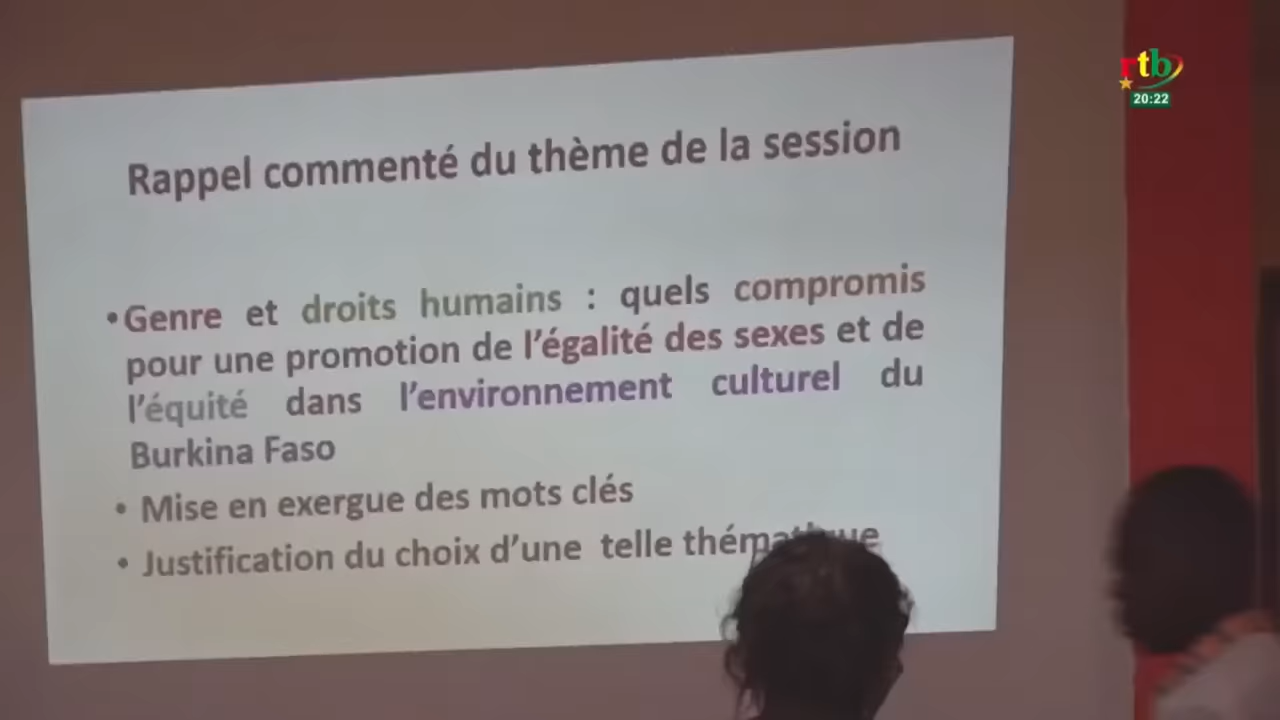 rtb
20:22
Rappel commenté du thème de la session
•Genre et droits humains : quels compromis
pour une promotion de l'égalité des sexes et de
l'équité dans l'environnement culturel du
Burkina Faso
• Mise en exergue des mots clés
• Justification du choix d'une telle thématique